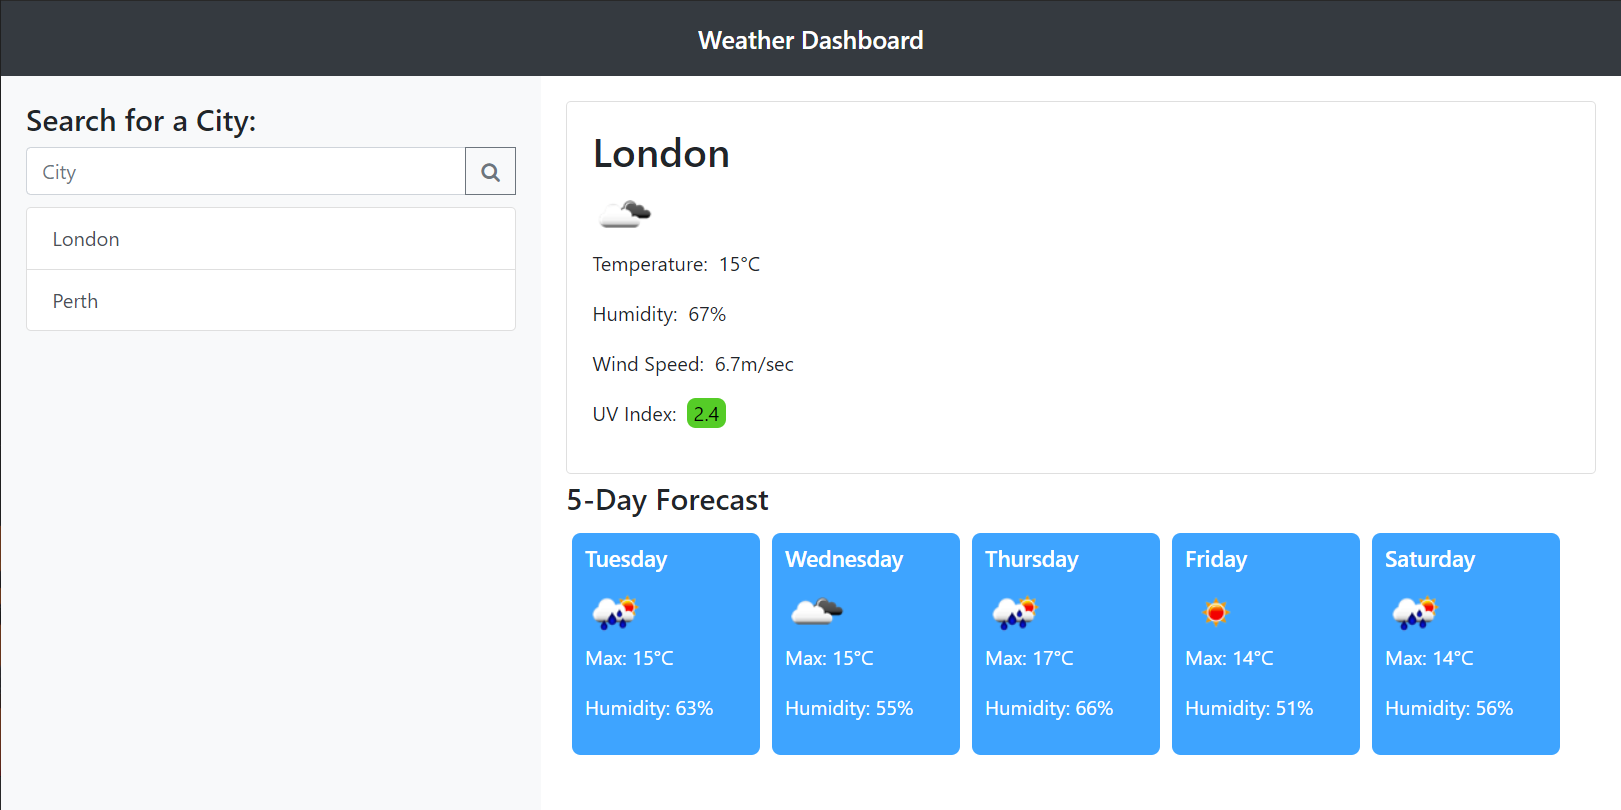 Weather Dashboard
Search for a City:
City
London
Perth
London
Temperature: 15°C
Humidity: 67%
Wind Speed: 6.7m/sec
UV Index: 2.4
5-Day Forecast
Tuesday
Max: 15°C
Humidity: 63%
Wednesday
Max: 15°C
Humidity: 55%
Thursday
Max: 17°C
Humidity: 66%
Friday
Max: 14°C
Humidity: 51%
Saturday
Max: 14°C
Humidity: 56%